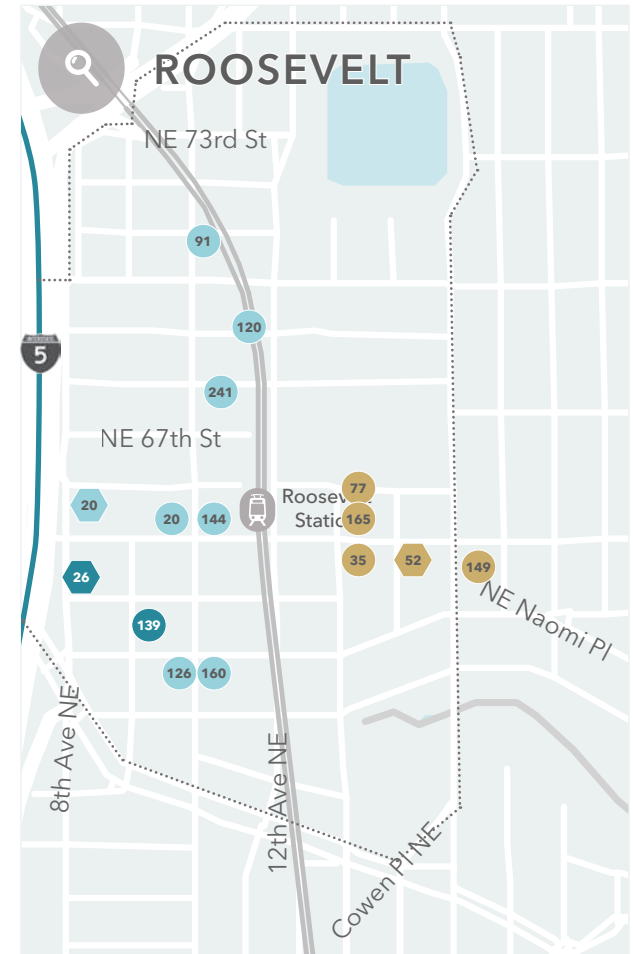 ROOSEVELT
NE 73rd St
91
120
INTERSTATE
5
241
NE 67th St
77
20
Roosevelt
20
144
Station
165
35
52
149
26
NE Naomi Pl
139
126
160
8th Ave NE
12th Ave NE
Cowen Pl NE